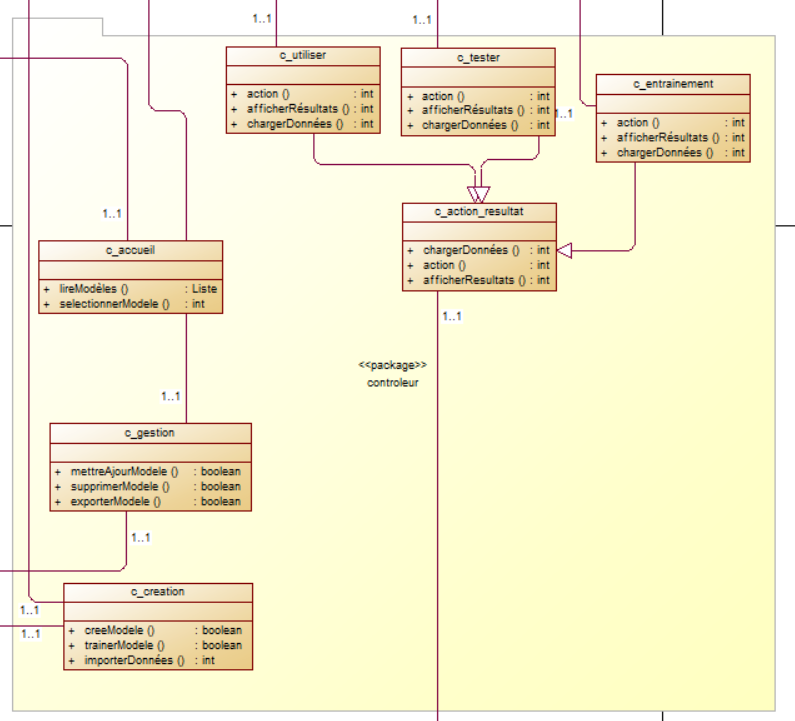 1..1
1..1
c_utiliser
+ action () : int
+ afficherRésultats () : int
+ chargerDonnées () : int
c_tester
+ action () : int
+ afficherRésultats () : int
+ chargerDonnées () : int
1..1
c_entrainement
+ action () : int
+ afficherRésultats () : int
+ chargerDonnées () : int
1..1
c_accueil
+ lireModèles () : Liste
+ selectionnerModele () : int
c_action_resultat
+ chargerDonnées () : int
+ action () : int
+ afficherResultats () : int
1..1
<<package>>
controleur
1..1
c_gestion
+ mettreAjourModele () : boolean
+ supprimerModele () : boolean
+ exporterModele () : boolean
1..1
c_creation
+ creeModele () : boolean
+ trainerModele () : boolean
+ importerDonnées () : int
1..1
1..1